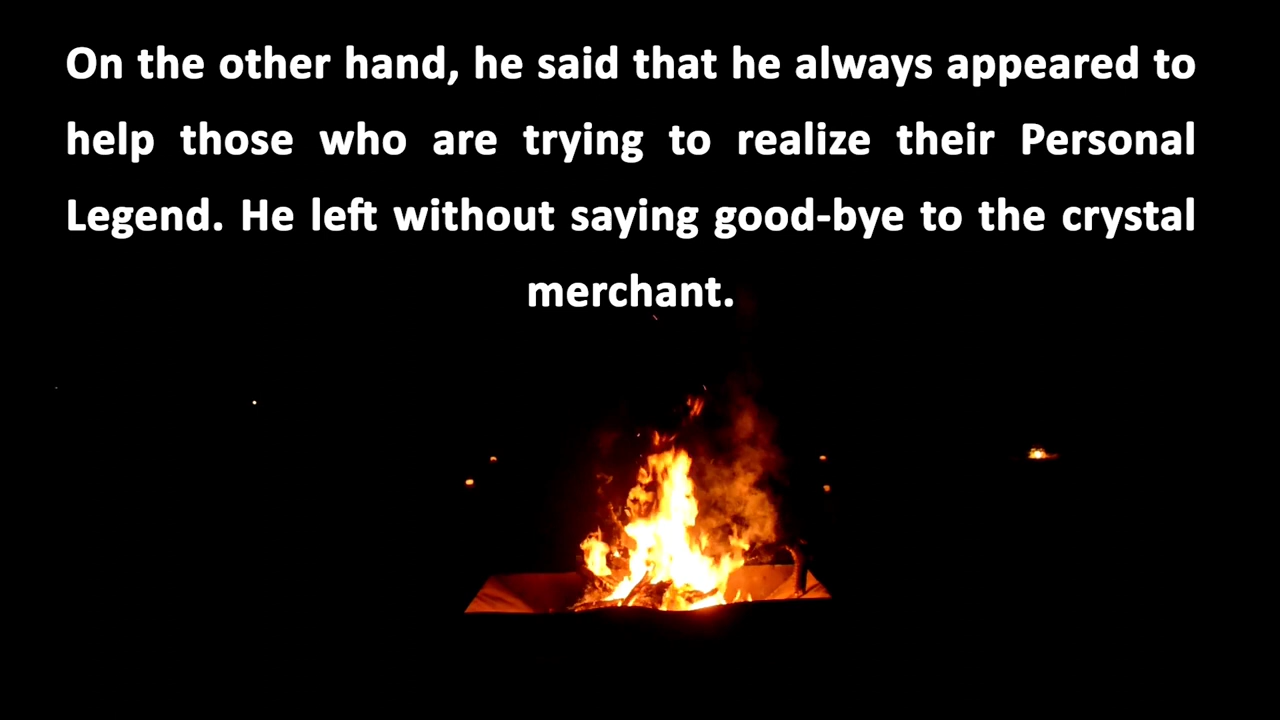 On the other hand, he said that he always appeared to
help those who are trying to realize their Personal
Legend. He left without saying good-bye to the crystal
merchant.